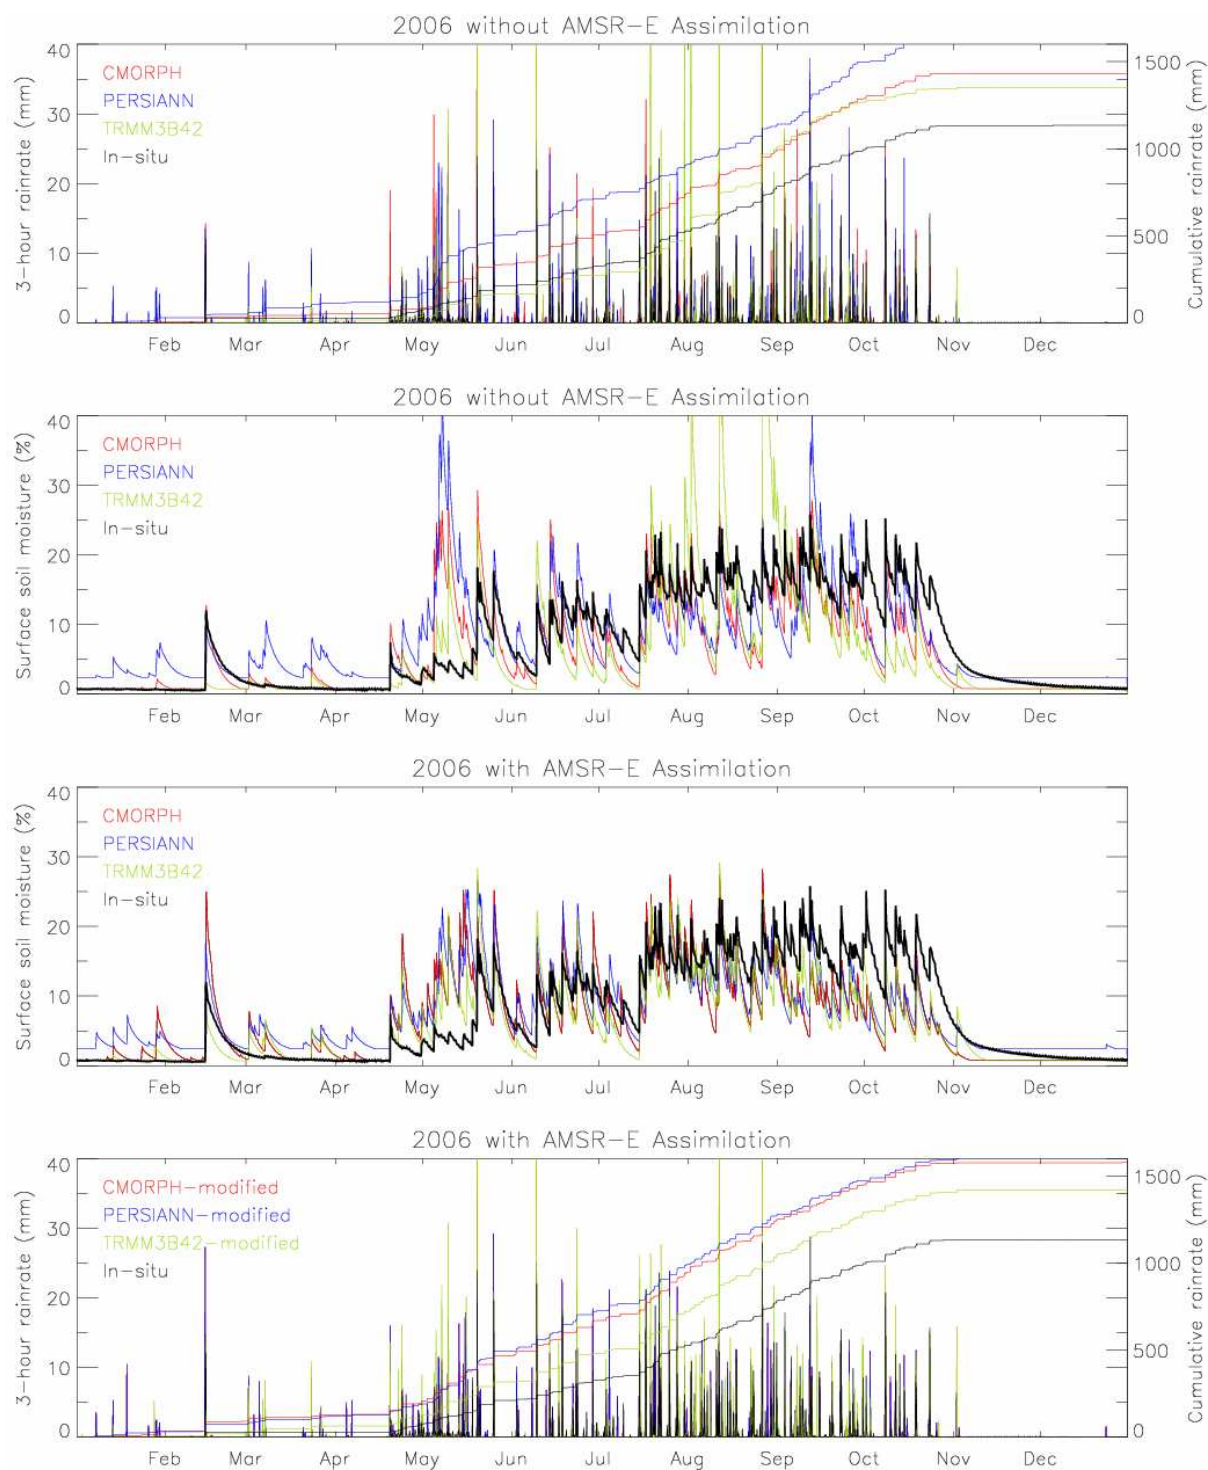 2006 without AMSR-E Assimilation
3-hour rainrate (mm)
40
30
20
10
0
CMORPH
PERSIANN
TRMM3B42
In-situ
1500
1000
500
0
Cumulative rainrate (mm)
Feb Mar Apr May Jun Jul Aug Sep Oct Nov Dec
2006 without AMSR-E Assimilation
Surface soil moisture (%)
40
30
20
10
0
CMORPH
PERSIANN
TRMM3B42
In-situ
Feb Mar Apr May Jun Jul Aug Sep Oct Nov Dec
2006 with AMSR-E Assimilation
Surface soil moisture (%)
40
30
20
10
0
CMORPH
PERSIANN
TRMM3B42
In-situ
Feb Mar Apr May Jun Jul Aug Sep Oct Nov Dec
2006 with AMSR-E Assimilation
3-hour rainrate (mm)
40
30
20
10
0
CMORPH-modified
PERSIANN-modified
TRMM3B42-modified
In-situ
1500
1000
500
0
Cumulative rainrate (mm)
Feb Mar Apr May Jun Jul Aug Sep Oct Nov Dec